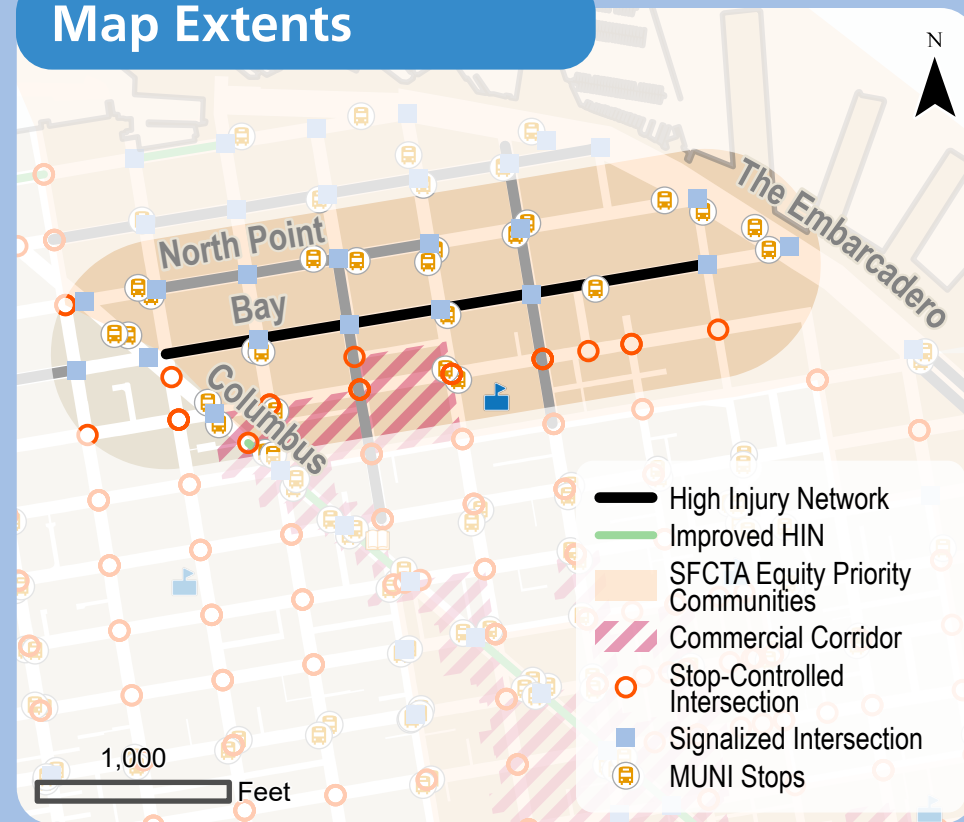 Map Extents
N
The Embarcadero
North Point
Bay
Columbus
High Injury Network
Improved HIN
SFCTA Equity Priority
Communities
Commercial Corridor
Stop-Controlled
Intersection
Signalized Intersection
MUNI Stops
1,000
Feet